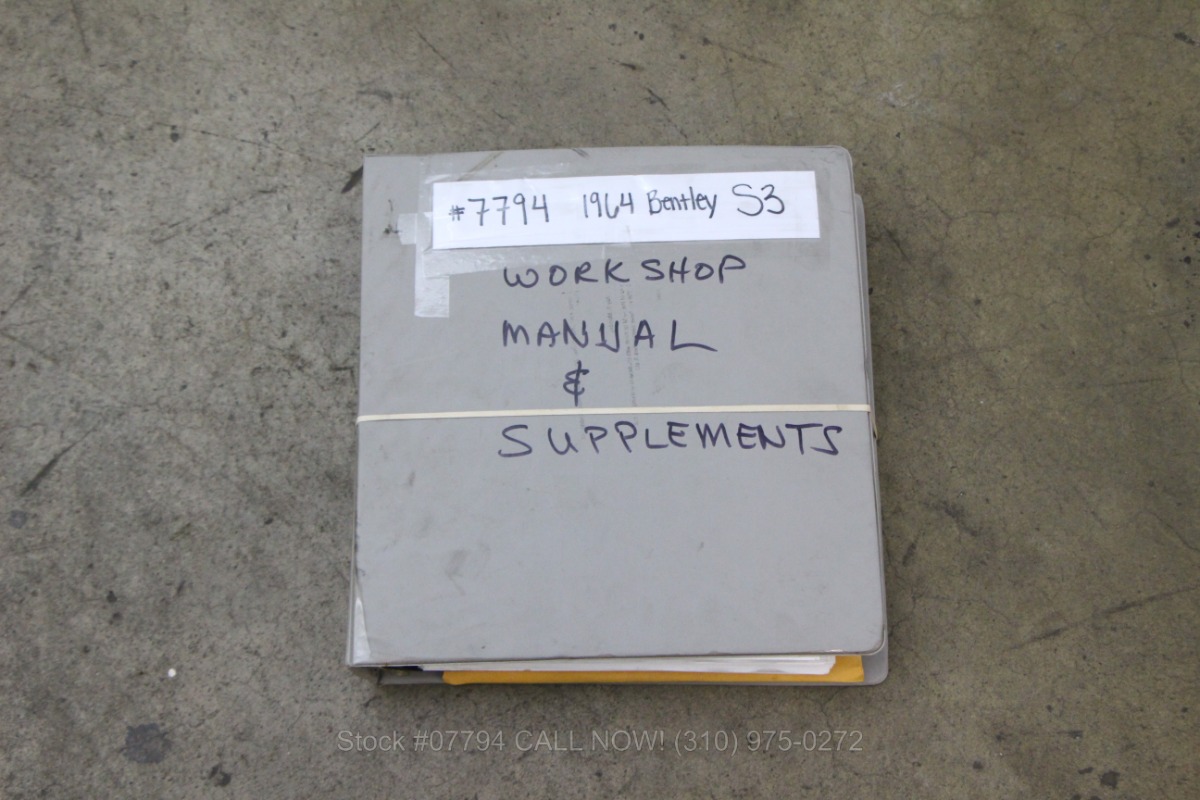 #7794 1964 Bentley S3
WORKSHOP
MANUAL
&
SUPPLEMENTS
Stock #07794 CALL NOW! (310) 975-0272